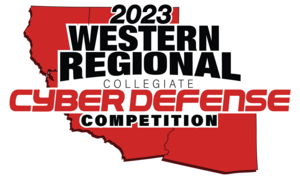 2023
WESTERN
REGIONAL
COLLEGIATE
CYBER DEFENSE
COMPETITION